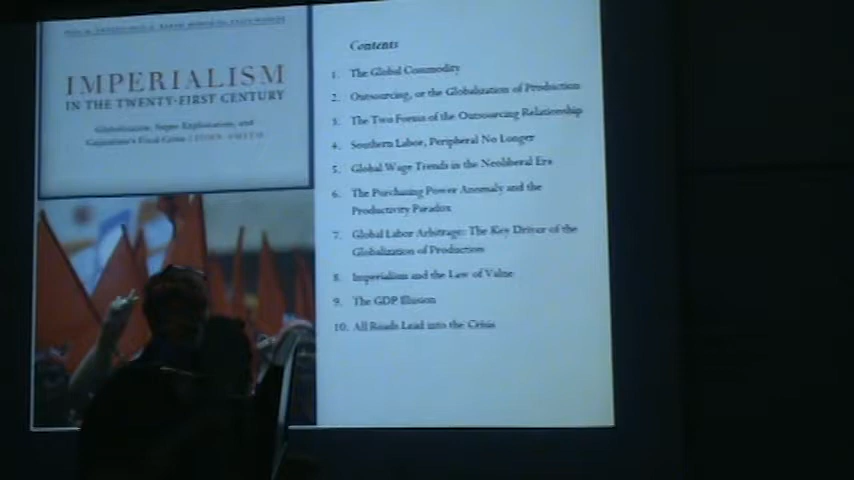 IMPERIALISM
IN THE TWENTY-FIRST CENTURY
Globalization, Super-Exploitation, and
Capitalism's Final Crisis | JOHN SMITH
Contents
1. The Global Commodity
2. Outsourcing, or the Globalization of Production
3. The Two Forms of the Outsourcing Relationship
4. Southern Labor, Peripheral No Longer
5. Global Wage Trends in the Neoliberal Era
6. The Purchasing Power Anomaly and the
Productivity Paradox
7. Global Labor Arbitrage: The Key Driver of the
Globalization of Production
8. Imperialism and the Law of Value
9. The GDP Illusion
10. All Roads Lead into the Crisis